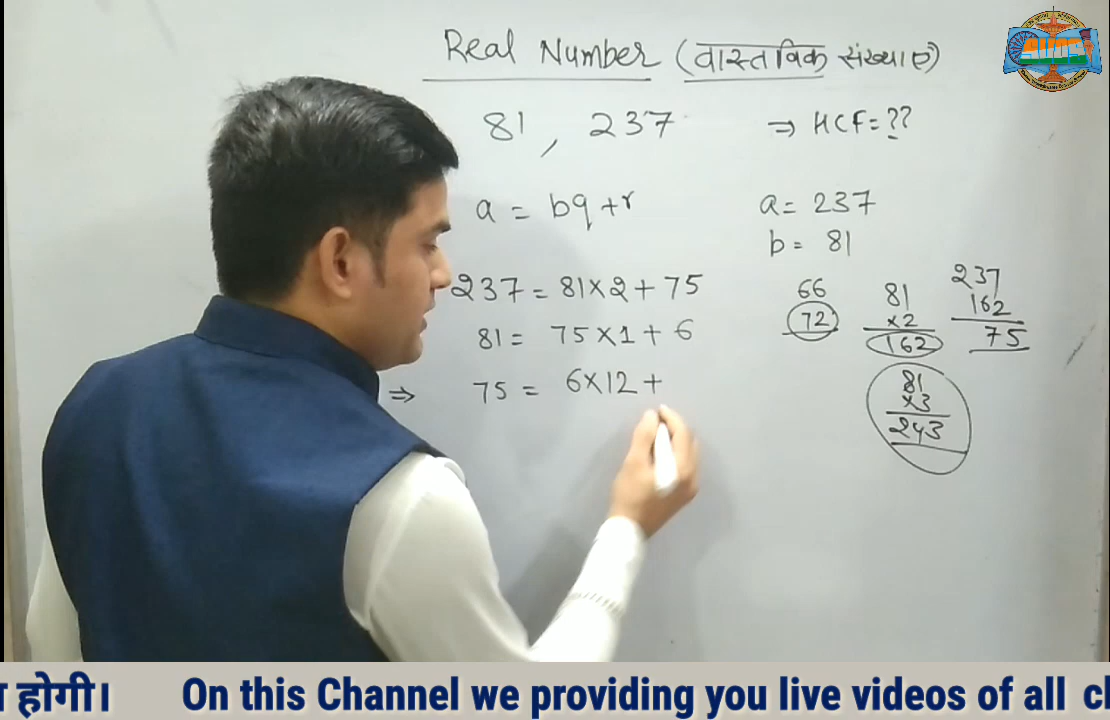 Real Number (वास्तविक संख्याएं)
81 , 237 ⇒ HCF=??
a = bq+r
a= 237
b= 81
237 = 81×2+75
81 = 75×1+6
⇒ 75 = 6×12+
66
72
81
×2
162
237
162
75
81
×3
243
होगी। On this Channel we providing you live videos of all